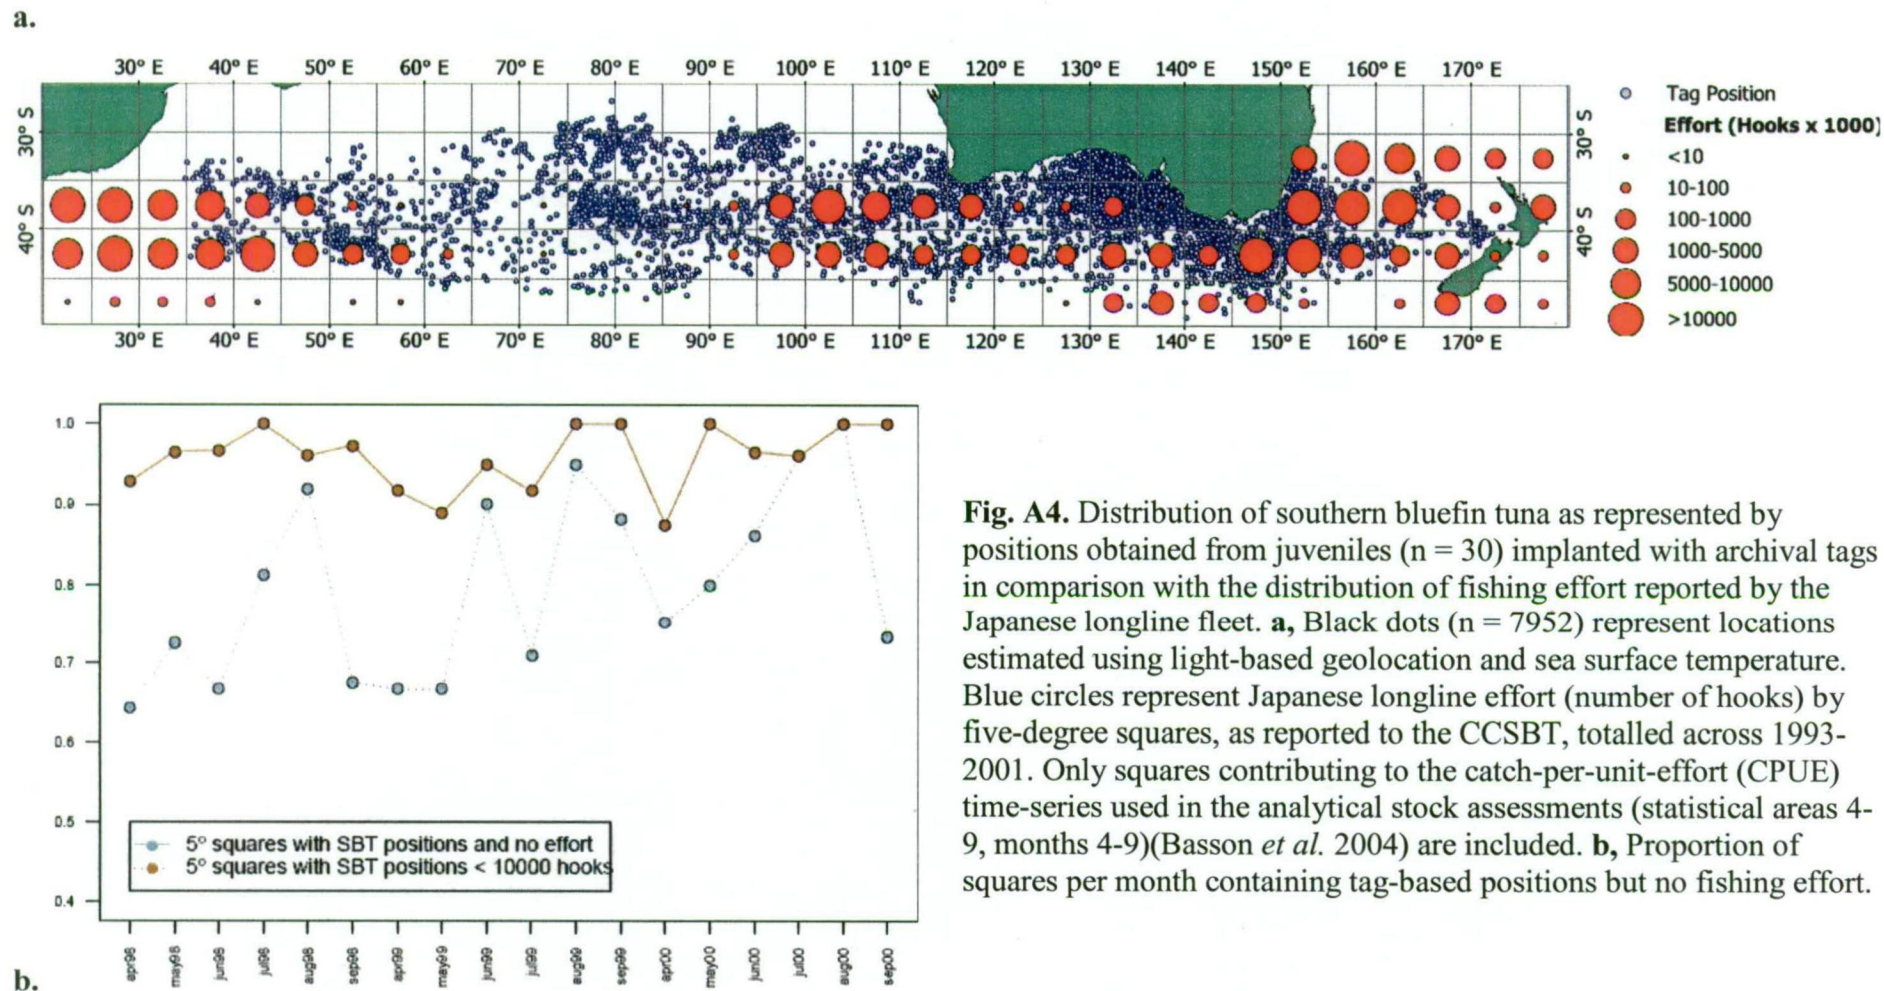 a.
30° E 40° E 50° E 60° E 70° E 80° E 90° E 100° E 110° E 120° E 130° E 140° E 150° E 160° E 170° E
30° S
40° S
30° S
40° S
30° E 40° E 50° E 60° E 70° E 80° E 90° E 100° E 110° E 120° E 130° E 140° E 150° E 160° E 170° E
Tag Position
Effort (Hooks x 1000)
<10
10-100
100-1000
1000-5000
5000-10000
>10000
1.0
0.9
0.8
0.7
0.6
0.5
0.4
5° squares with SBT positions and no effort
5° squares with SBT positions < 10000 hooks
apr98 may98 jun98 jul98 aug98 sep98 apr99 may99 jun99 jul99 aug99 sep99 apr00 may00 jun00 jul00 aug00 sep00
b.
Fig. A4. Distribution of southern bluefin tuna as represented by
positions obtained from juveniles (n = 30) implanted with archival tags
in comparison with the distribution of fishing effort reported by the
Japanese longline fleet. a, Black dots (n = 7952) represent locations
estimated using light-based geolocation and sea surface temperature.
Blue circles represent Japanese longline effort (number of hooks) by
five-degree squares, as reported to the CCSBT, totalled across 1993-
2001. Only squares contributing to the catch-per-unit-effort (CPUE)
time-series used in the analytical stock assessments (statistical areas 4-
9, months 4-9)(Basson et al. 2004) are included. b, Proportion of
squares per month containing tag-based positions but no fishing effort.